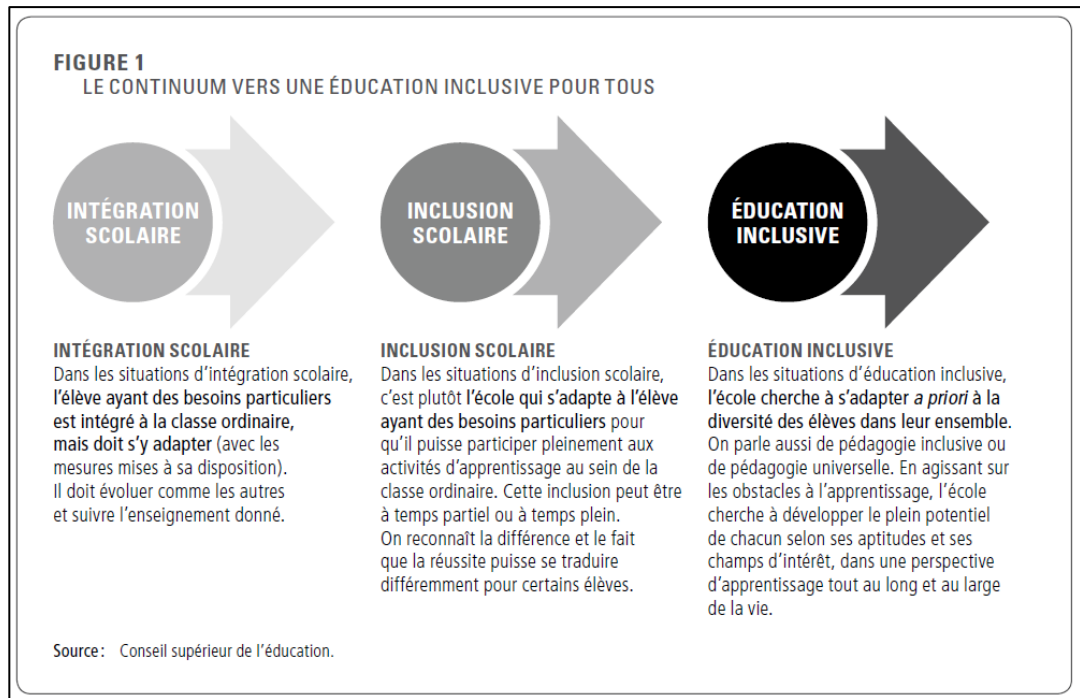 FIGURE 1
LE CONTINUUM VERS UNE ÉDUCATION INCLUSIVE POUR TOUS
INTÉGRATION
SCOLAIRE
INCLUSION
SCOLAIRE
ÉDUCATION
INCLUSIVE
INTÉGRATION SCOLAIRE
Dans les situations d’intégration scolaire,
l’élève ayant des besoins particuliers
est intégré à la classe ordinaire,
mais doit s’y adapter (avec les
mesures mises à sa disposition).
Il doit évoluer comme les autres
et suivre l’enseignement donné.
INCLUSION SCOLAIRE
Dans les situations d’inclusion scolaire,
c’est plutôt l’école qui s’adapte à l’élève
ayant des besoins particuliers pour
qu’il puisse participer pleinement aux
activités d’apprentissage au sein de la
classe ordinaire. Cette inclusion peut être
à temps partiel ou à temps plein.
On reconnaît la différence et le fait
que la réussite puisse se traduire
différemment pour certains élèves.
ÉDUCATION INCLUSIVE
Dans les situations d’éducation inclusive,
l’école cherche à s’adapter a priori à la
diversité des élèves dans leur ensemble.
On parle aussi de pédagogie inclusive ou
de pédagogie universelle. En agissant sur
les obstacles à l’apprentissage, l’école
cherche à développer le plein potentiel
de chacun selon ses aptitudes et ses
champs d’intérêt, dans une perspective
d’apprentissage tout au long et au large
de la vie.
Source : Conseil supérieur de l’éducation.